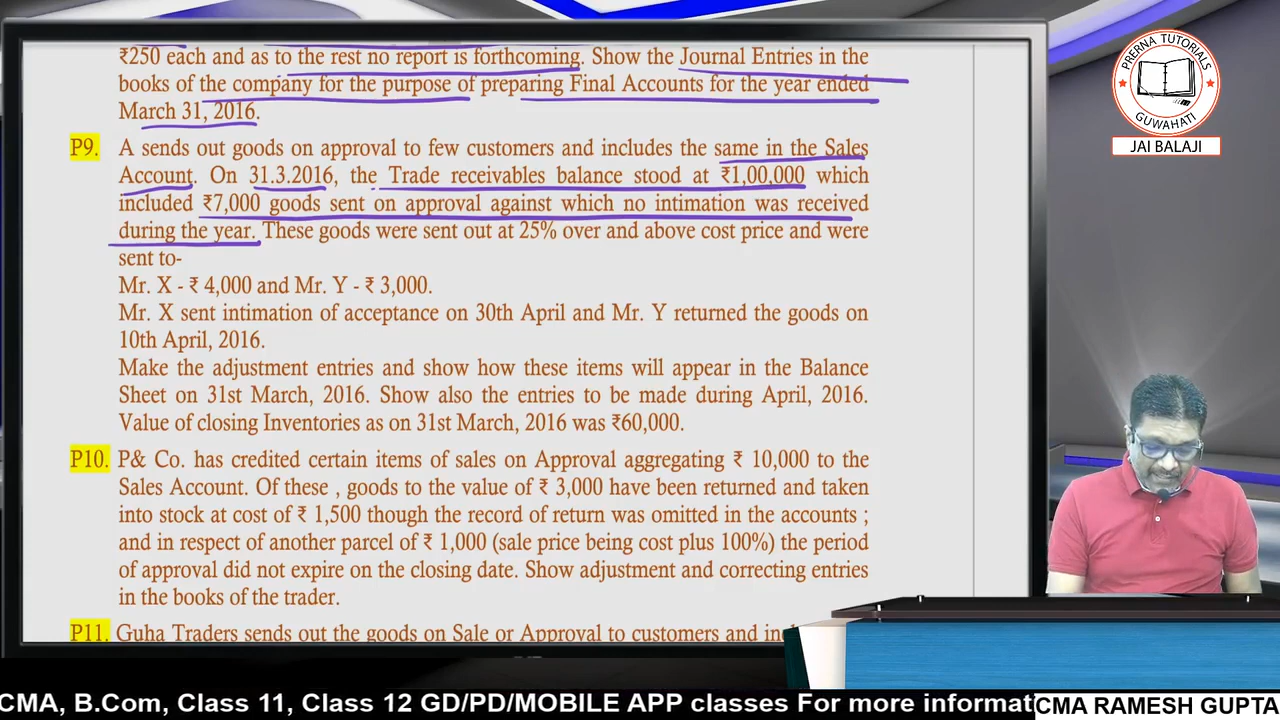 ₹250 each and as to the rest no report is forthcoming. Show the Journal Entries in the
books of the company for the purpose of preparing Final Accounts for the year ended
March 31, 2016.
P9. A sends out goods on approval to few customers and includes the same in the Sales
Account. On 31.3.2016, the Trade receivables balance stood at ₹1,00,000 which
included ₹7,000 goods sent on approval against which no intimation was received
during the year. These goods were sent out at 25% over and above cost price and were
sent to-
Mr. X - ₹ 4,000 and Mr. Y - ₹ 3,000.
Mr. X sent intimation of acceptance on 30th April and Mr. Y returned the goods on
10th April, 2016.
Make the adjustment entries and show how these items will appear in the Balance
Sheet on 31st March, 2016. Show also the entries to be made during April, 2016.
Value of closing Inventories as on 31st March, 2016 was ₹60,000.
P10. P& Co. has credited certain items of sales on Approval aggregating ₹ 10,000 to the
Sales Account. Of these , goods to the value of ₹ 3,000 have been returned and taken
into stock at cost of ₹ 1,500 though the record of return was omitted in the accounts ;
and in respect of another parcel of ₹ 1,000 (sale price being cost plus 100%) the period
of approval did not expire on the closing date. Show adjustment and correcting entries
in the books of the trader.
P11. Guha Traders sends out the goods on Sale or Approval to customers and in
PRERNA TUTORIALS
GUWAHATI
JAI BALAJI
CMA, B.Com, Class 11, Class 12 GD/PD/MOBILE APP classes For more informat
CMA RAMESH GUPTA